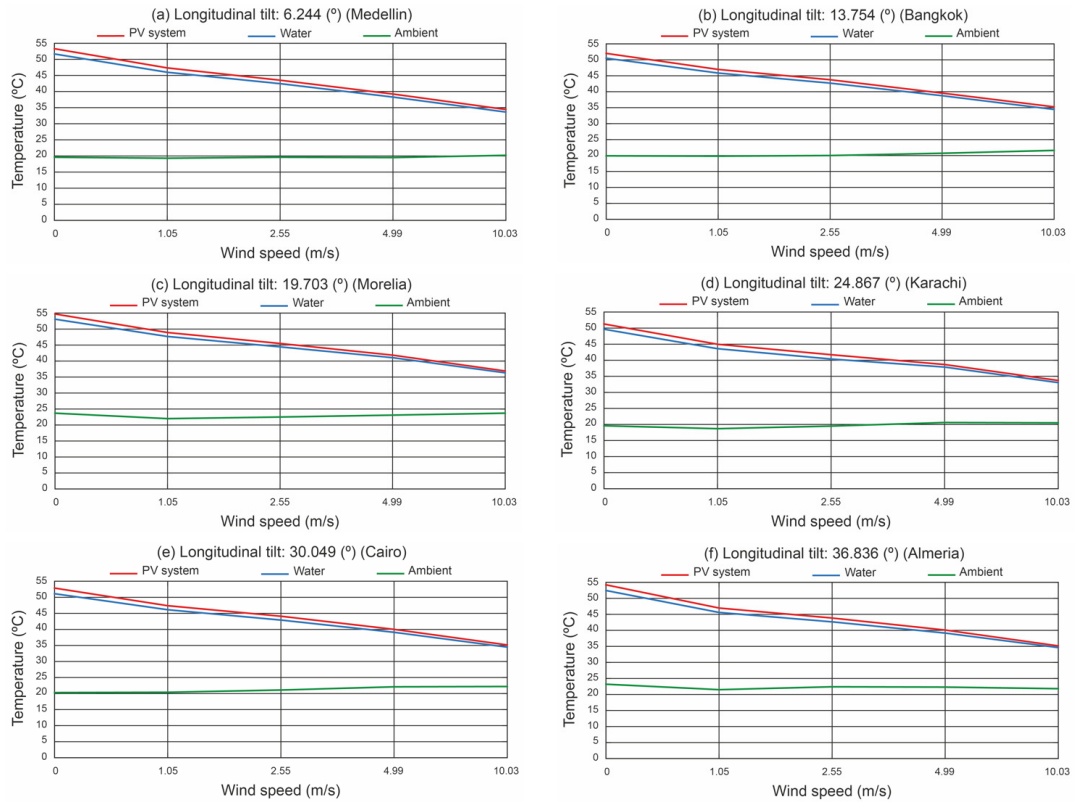 (a) Longitudinal tilt: 6.244 (º) (Medellin)
PV system Water Ambient
Temperature (ºC)
55
50
45
40
35
30
25
20
15
10
5
0
0 1.05 2.55 4.99 10.03
Wind speed (m/s)
(b) Longitudinal tilt: 13.754 (º) (Bangkok)
PV system Water Ambient
Temperature (ºC)
55
50
45
40
35
30
25
20
15
10
5
0
0 1.05 2.55 4.99 10.03
Wind speed (m/s)
(c) Longitudinal tilt: 19.703 (º) (Morelia)
PV system Water Ambient
Temperature (ºC)
55
50
45
40
35
30
25
20
15
10
5
0
0 1.05 2.55 4.99 10.03
Wind speed (m/s)
(d) Longitudinal tilt: 24.867 (º) (Karachi)
PV system Water Ambient
Temperature (ºC)
55
50
45
40
35
30
25
20
15
10
5
0
0 1.05 2.55 4.99 10.03
Wind speed (m/s)
(e) Longitudinal tilt: 30.049 (º) (Cairo)
PV system Water Ambient
Temperature (ºC)
55
50
45
40
35
30
25
20
15
10
5
0
0 1.05 2.55 4.99 10.03
Wind speed (m/s)
(f) Longitudinal tilt: 36.836 (º) (Almeria)
PV system Water Ambient
Temperature (ºC)
55
50
45
40
35
30
25
20
15
10
5
0
0 1.05 2.55 4.99 10.03
Wind speed (m/s)